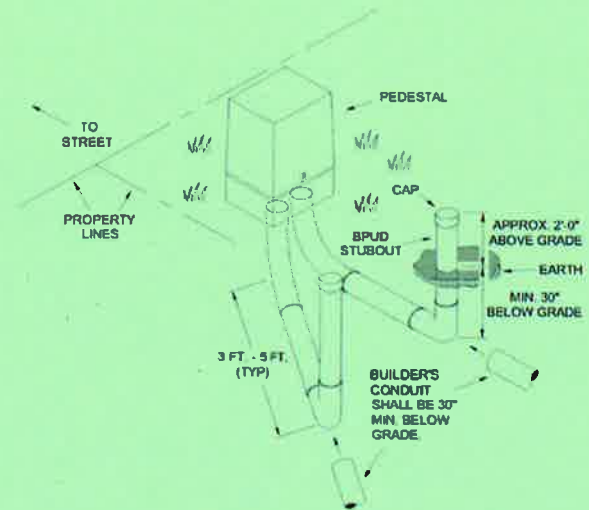 PEDESTAL
TO
STREET
CAP
PROPERTY
LINES
BPUD
STUBOUT
APPROX. 2'-0"
ABOVE GRADE
EARTH
MIN. 30"
BELOW GRADE
3 FT. - 5 FT.
(TYP)
BUILDER'S
CONDUIT
SHALL BE 30"
MIN. BELOW
GRADE